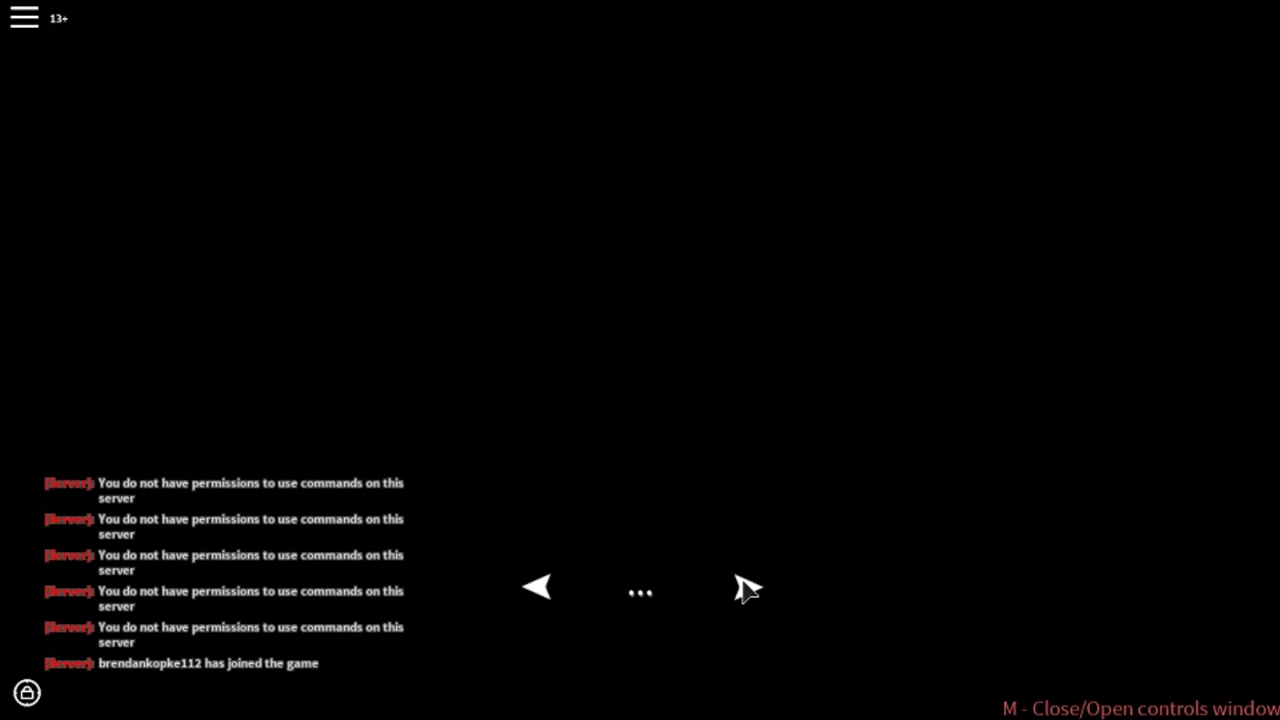 13+
[Server]: You do not have permissions to use commands on this
server
[Server]: You do not have permissions to use commands on this
server
[Server]: You do not have permissions to use commands on this
server
[Server]: You do not have permissions to use commands on this
server
[Server]: You do not have permissions to use commands on this
server
...
[Server]: brendankopke112 has joined the game
M - Close/Open controls window